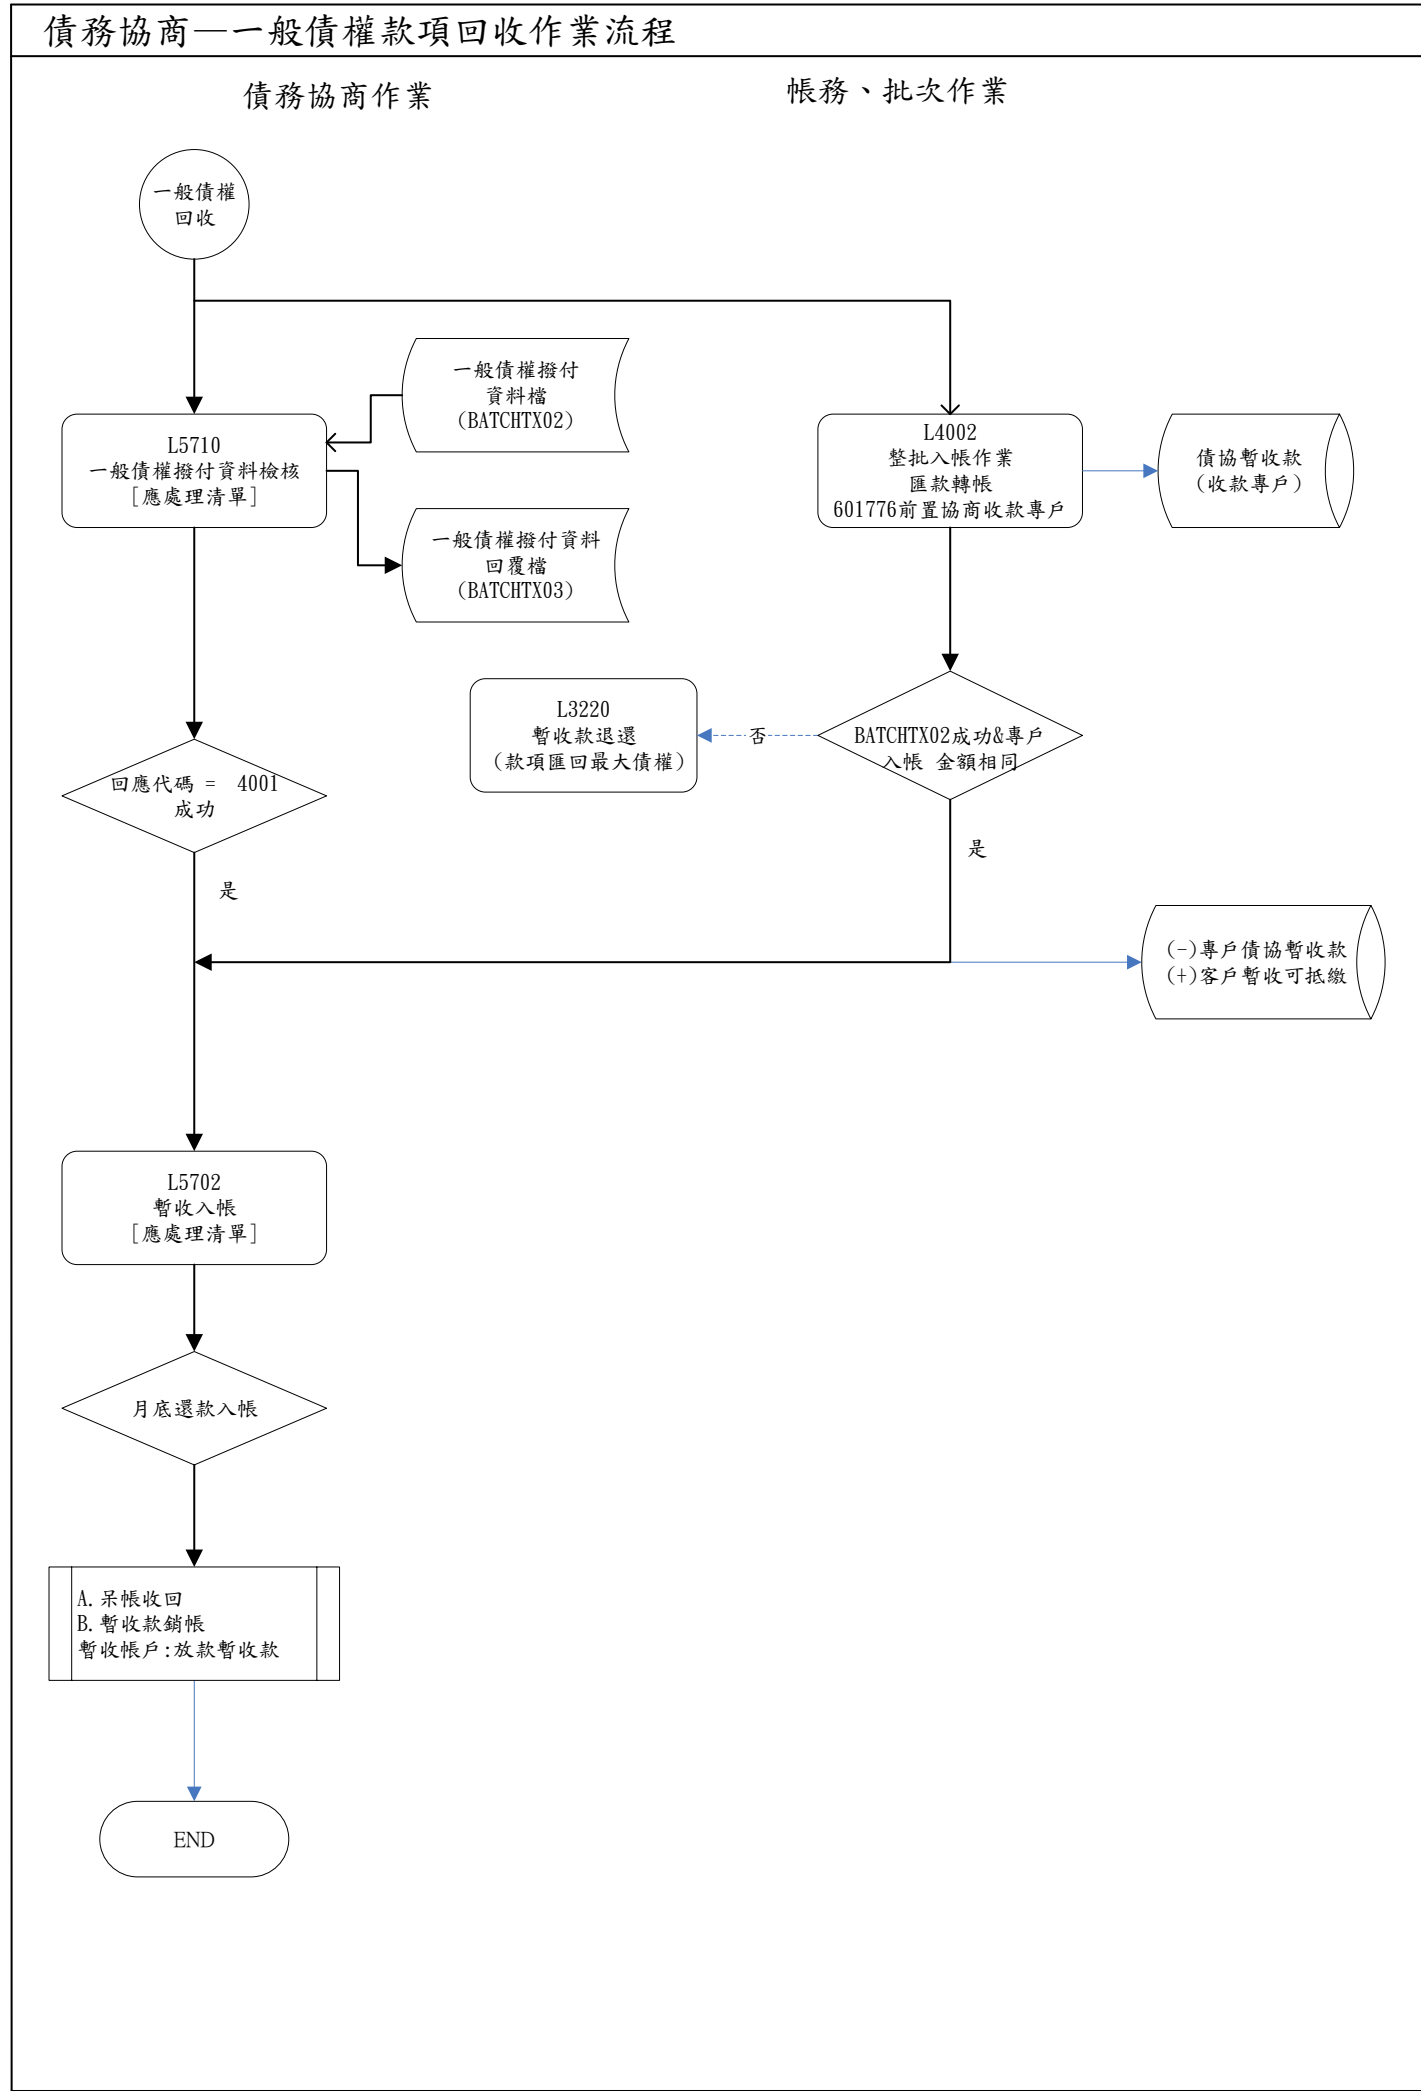 債務協商—一般債權款項回收作業流程
債務協商作業
帳務、批次作業
一般債權
回收
一般債權撥付
資料檔
(BATCHTX02)
L5710
一般債權撥付資料檢核
[應處理清單]
L4002
整批入帳作業
匯款轉帳
601776前置協商收款專戶
債協暫收款
(收款專戶)
一般債權撥付資料
回覆檔
(BATCHTX03)
L3220
暫收款退還
(款項匯回最大債權)
否
BATCHTX02成功&專戶
入帳 金額相同
回應代碼 = 4001
成功
是
是
(-)專戶債協暫收款
(+)客戶暫收可抵繳
L5702
暫收入帳
[應處理清單]
月底還款入帳
A.呆帳收回
B.暫收款銷帳
暫收帳戶:放款暫收款
END